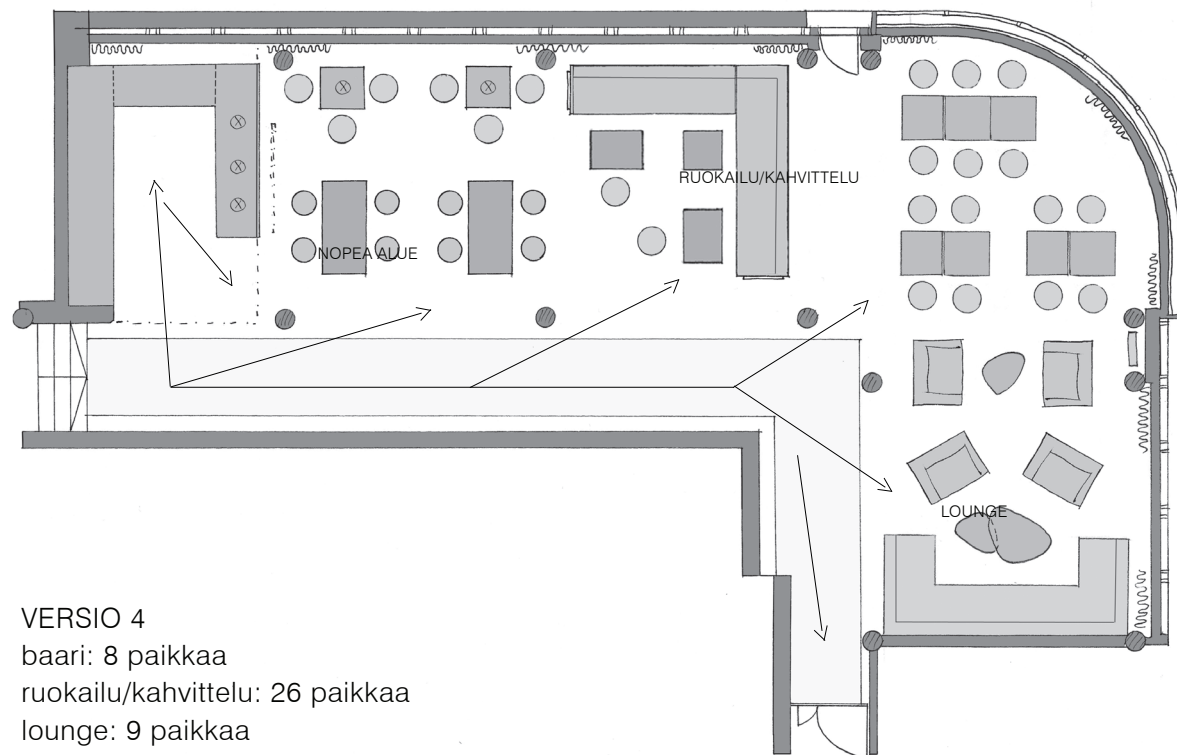 RUOKAILU/KAHVITTELU
NOPEA ALUE
LOUNGE
VERSIO 4
baari: 8 paikkaa
ruokailu/kahvittelu: 26 paikkaa
lounge: 9 paikkaa